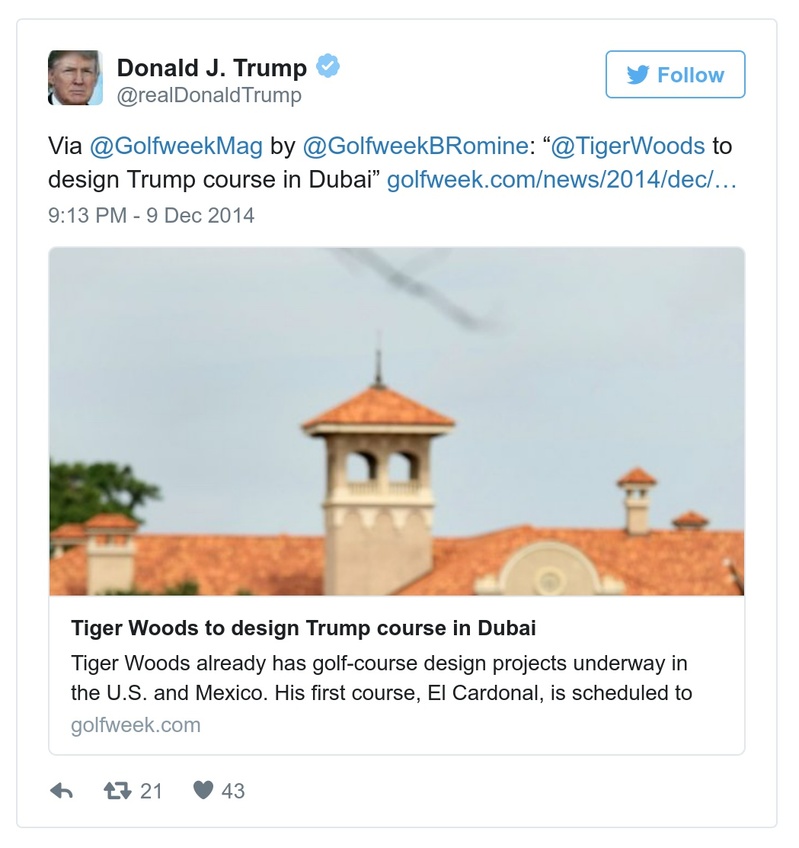 Donald J. Trump
@realDonaldTrump
Follow
Via @GolfweekMag by @GolfweekBRomine: “@TigerWoods to
design Trump course in Dubai” golfweek.com/news/2014/dec/…
9:13 PM - 9 Dec 2014
Tiger Woods to design Trump course in Dubai
Tiger Woods already has golf-course design projects underway in
the U.S. and Mexico. His first course, El Cardonal, is scheduled to
golfweek.com
21
43